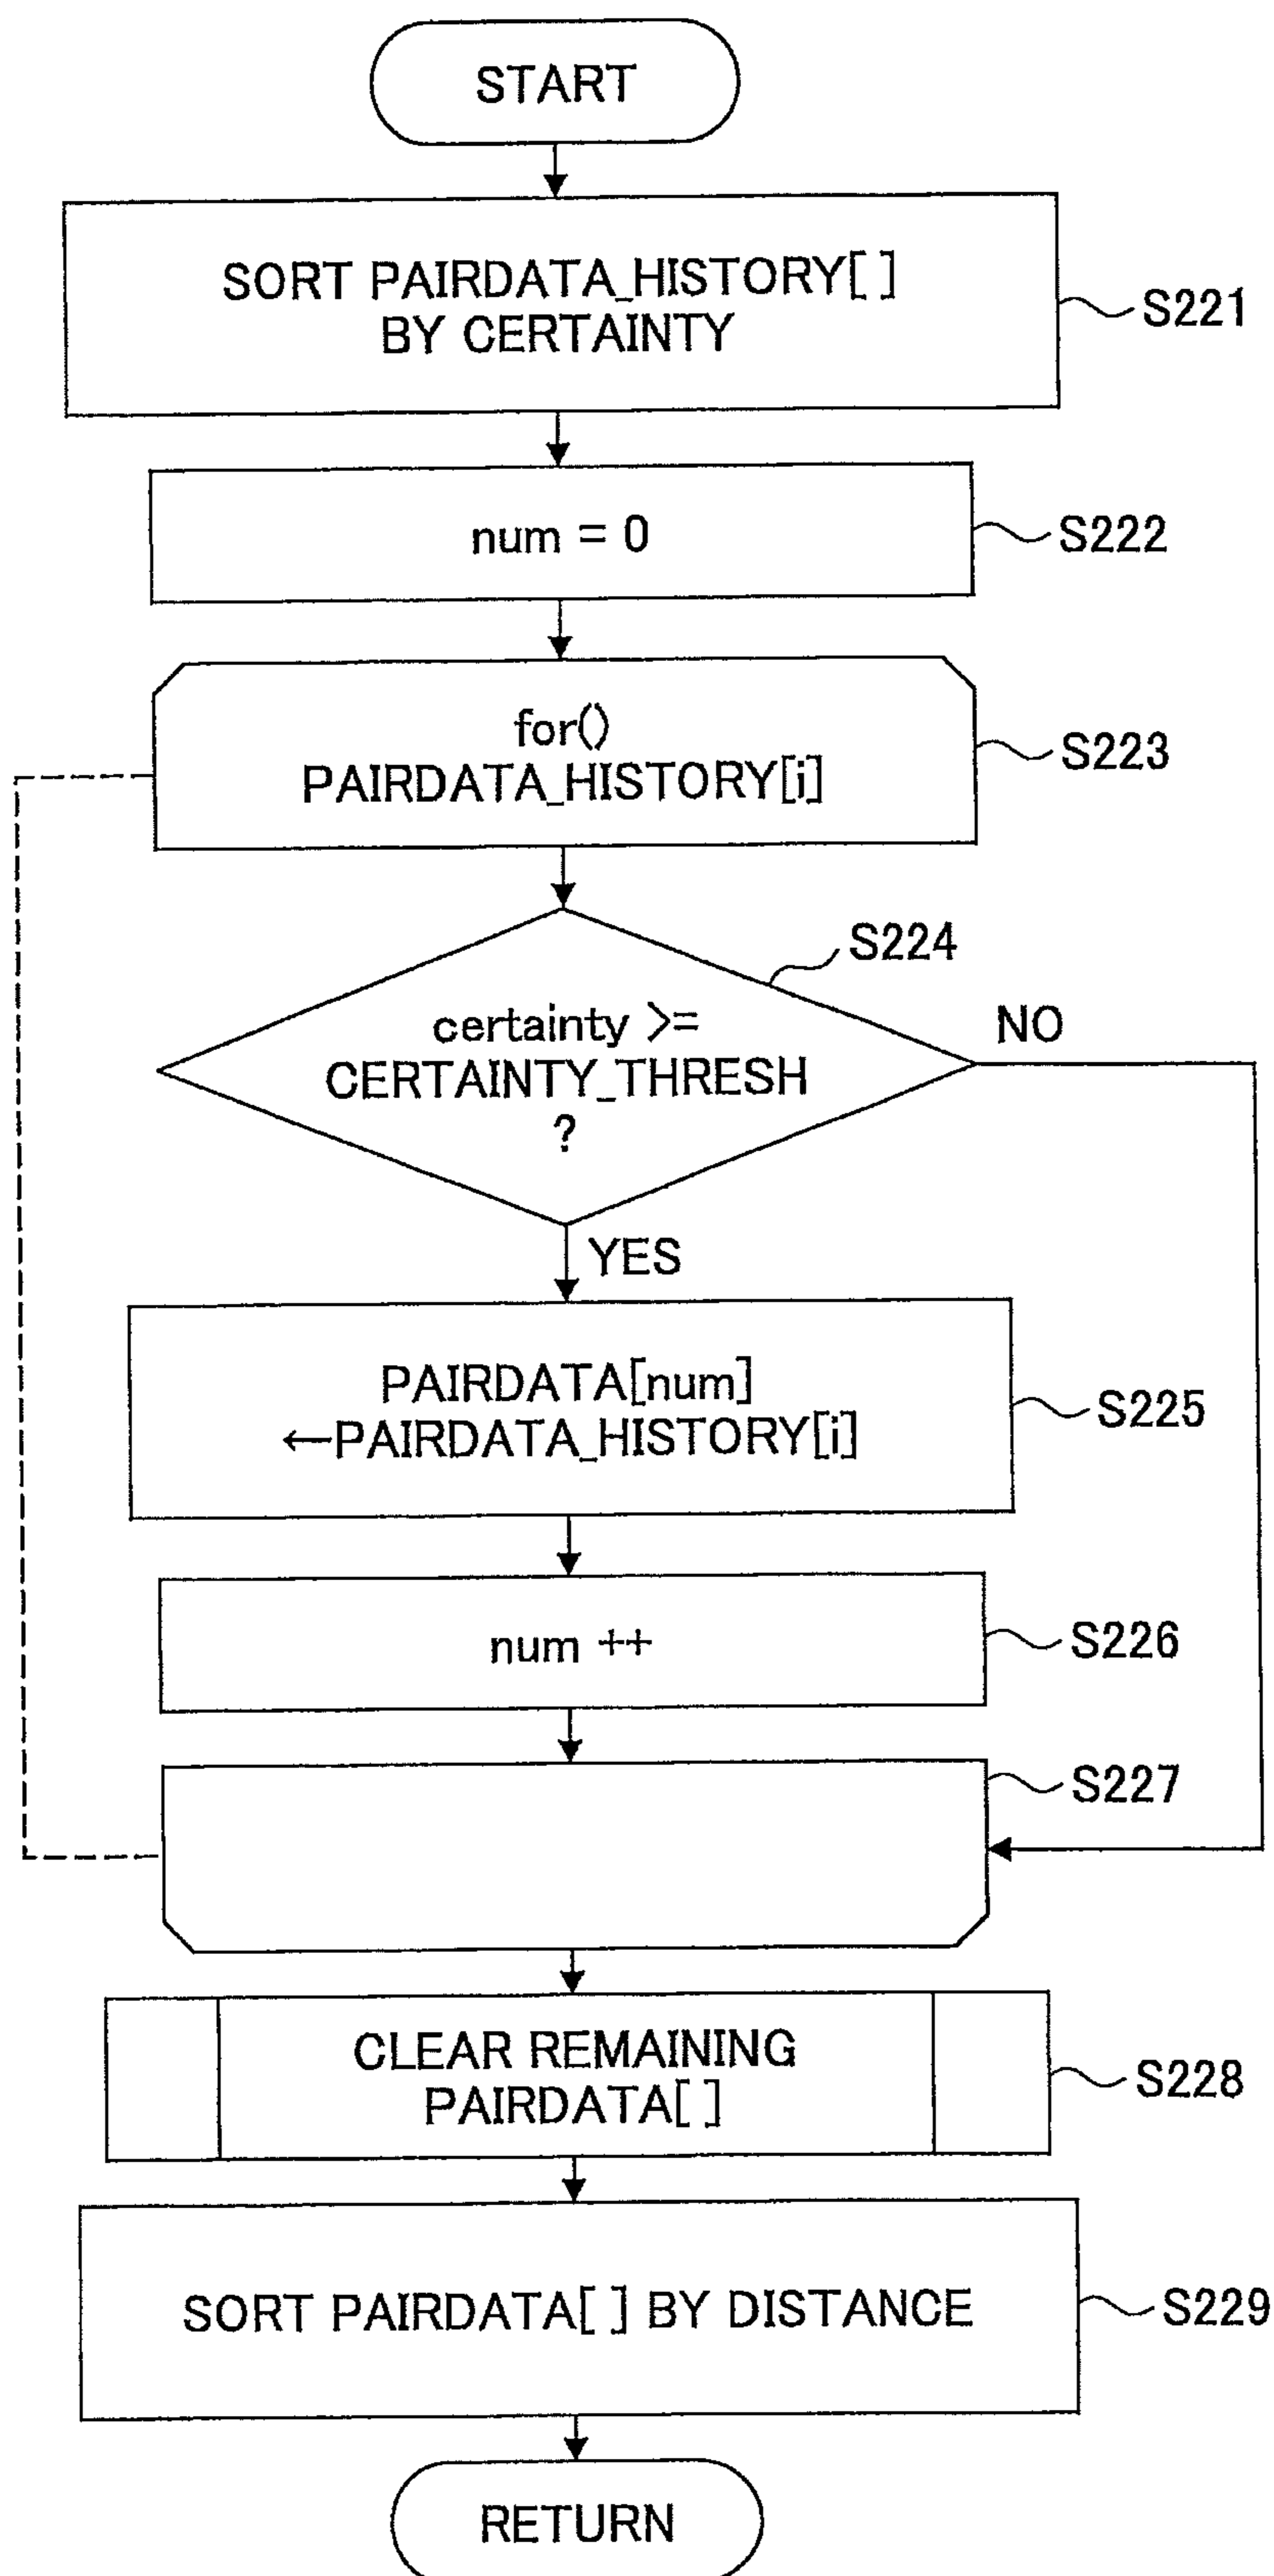 START
SORT PAIRDATA_HISTORY[ ]
BY CERTAINTY
S221
num = 0
S222
for()
PAIRDATA_HISTORY[i]
S223
S224
certainty >=
CERTAINTY_THRESH
?
NO
YES
PAIRDATA[num]
←PAIRDATA_HISTORY[i]
S225
num ++
S226
S227
CLEAR REMAINING
PAIRDATA[ ]
S228
SORT PAIRDATA[ ] BY DISTANCE
S229
RETURN